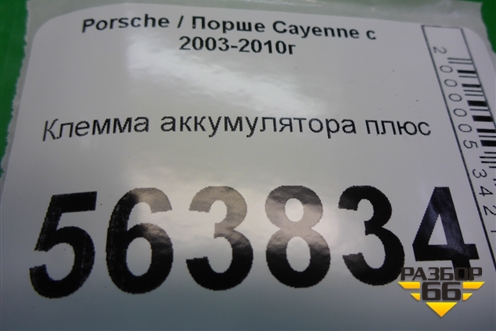 Porsche / Порше Cayenne с
2003-2010г
Клемма аккумулятора плюс
563834
РАЗБОР
66